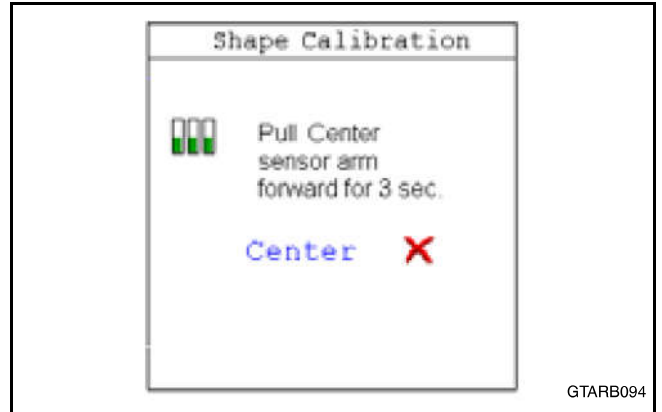 Shape Calibration
Pull Center
sensor arm
forward for 3 sec.
Center
GTARB094